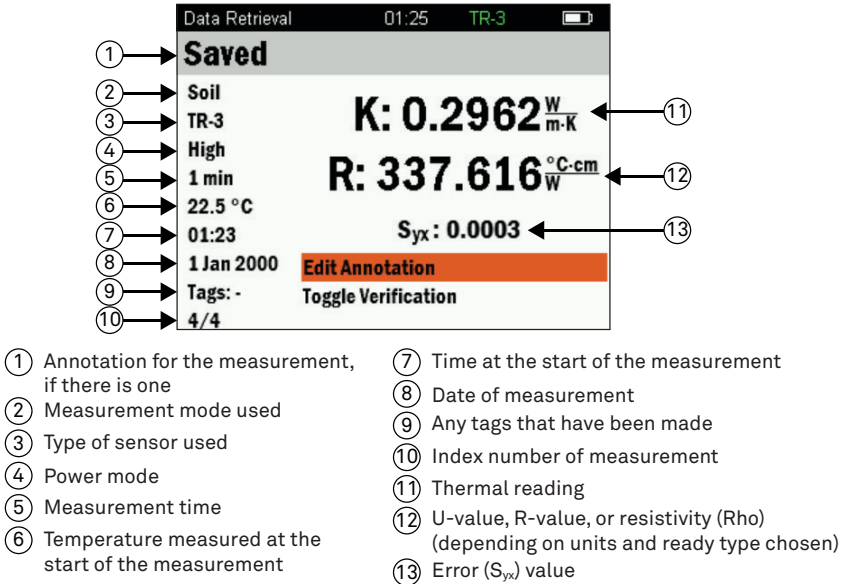 Data Retrieval 01:25 TR-3
① Saved
② Soil
③ TR-3
④ High
⑤ 1 min
⑥ 22.5 °C
⑦ 01:23
⑧ 1 Jan 2000
⑨ Tags: -
⑩ 4/4
K: 0.2962 W/m·K ⑪
R: 337.616 °C·cm/W ⑫
Syx : 0.0003 ⑬
Edit Annotation
Toggle Verification
① Annotation for the measurement,
if there is one
② Measurement mode used
③ Type of sensor used
④ Power mode
⑤ Measurement time
⑥ Temperature measured at the
start of the measurement
⑦ Time at the start of the measurement
⑧ Date of measurement
⑨ Any tags that have been made
⑩ Index number of measurement
⑪ Thermal reading
⑫ U-value, R-value, or resistivity (Rho)
(depending on units and ready type chosen)
⑬ Error (Syx) value